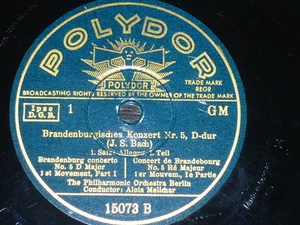 POLYDOR
TRADE MARK
REGD
POLYDOR
BROADCASTING RIGHTS RESERVED BY THE OWNER OF THE TRADE MARK
1 GM
D.G.B.
Brandenburgisches Konzert Nr. 5, D-dur
(J. S. Bach)
1. Satz: Allegro, 1. Teil
Brandenburg concerto Concert de Brandebourg
No. 5 D Major No. 5 Ré Majeur
1st Movement, Part I 1er Mouvem., 1e Partie
The Philharmonic Orchestra Berlin
Conductor: Alois Melichar
15073 B